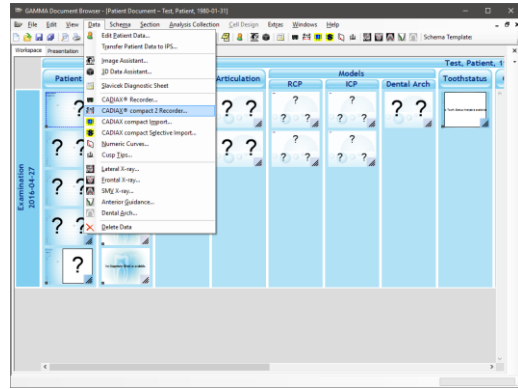 GAMMA Document Browser - [Patient Document – Test, Patient, 1980-01-31]
File Edit View Data Schema Section Analysis Collection Cell Design Extras Windows Help
Schema Template
Workspace Presentation
Edit Patient Data...
Transfer Patient Data to IPS...
Image Assistant...
3D Data Assistant...
Slavicek Diagnostic Sheet
CADIAX® Recorder...
CADIAX® compact 2 Recorder...
CADIAX compact Import...
CADIAX compact Selective Import...
Numeric Curves...
Cusp Tips...
Lateral X-ray...
Frontal X-ray...
SMV X-ray...
Anterior Guidance...
Dental Arch...
Delete Data
Test, Patient, 1
Patient
Articulation
Models
RCP
ICP
Dental Arch
Toothstatus
Examination
2016-04-27
? ? ?
? ?
? ?
? ?
? ?
? ?
? ?
?
? ?
?
? ?
?
? ?
?
? ?
? ?
? ?